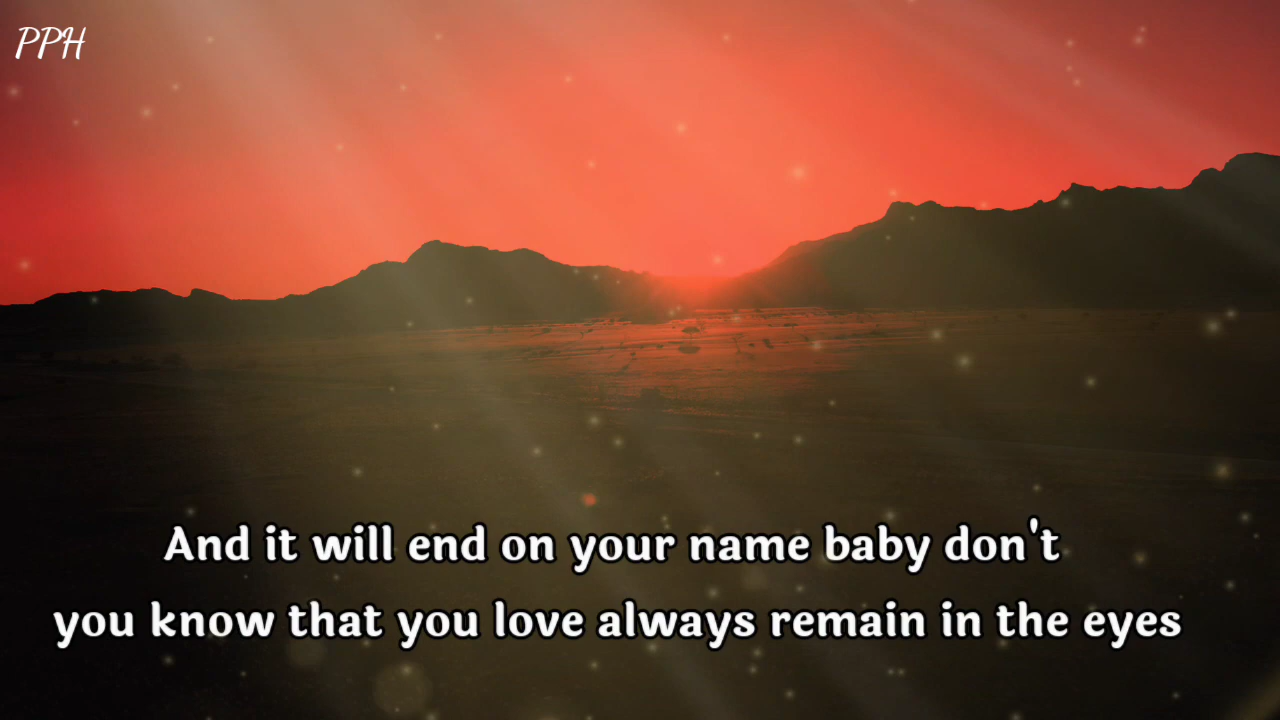 PPH
And it will end on your name baby don't
you know that you love always remain in the eyes